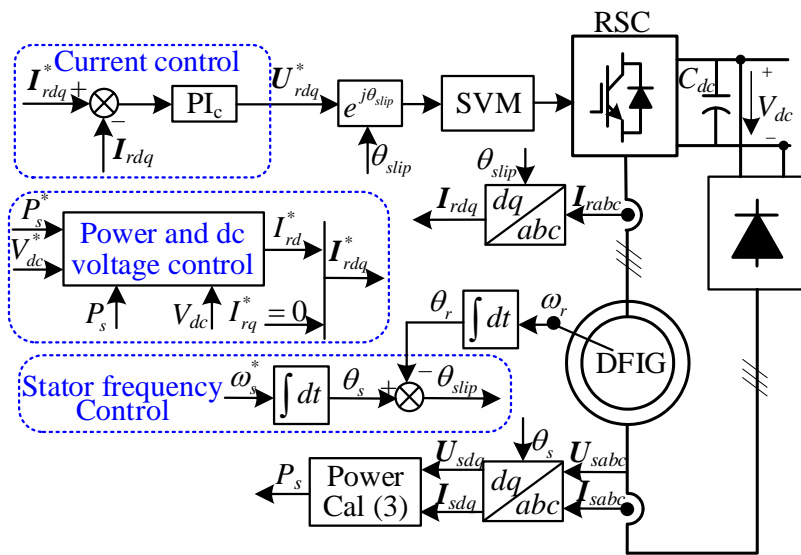 RSC
Current control
I*rdq
+
−
PIc
U*rdq
e^jθslip
SVM
Cdc
+
Vdc
−
Irdq
θslip
θslip
Irdq
dq
abc
Irabc
P*s
V*dc
Power and dc
voltage control
I*rd
I*rdq
Ps
Vdc
I*rq = 0
θr
∫dt
ωr
DFIG
Stator frequency
Control
ω*s
∫dt
θs
+
−
θslip
θs
Ps
Power
Cal (3)
Usdq
Isdq
dq
abc
Usabc
Isabc